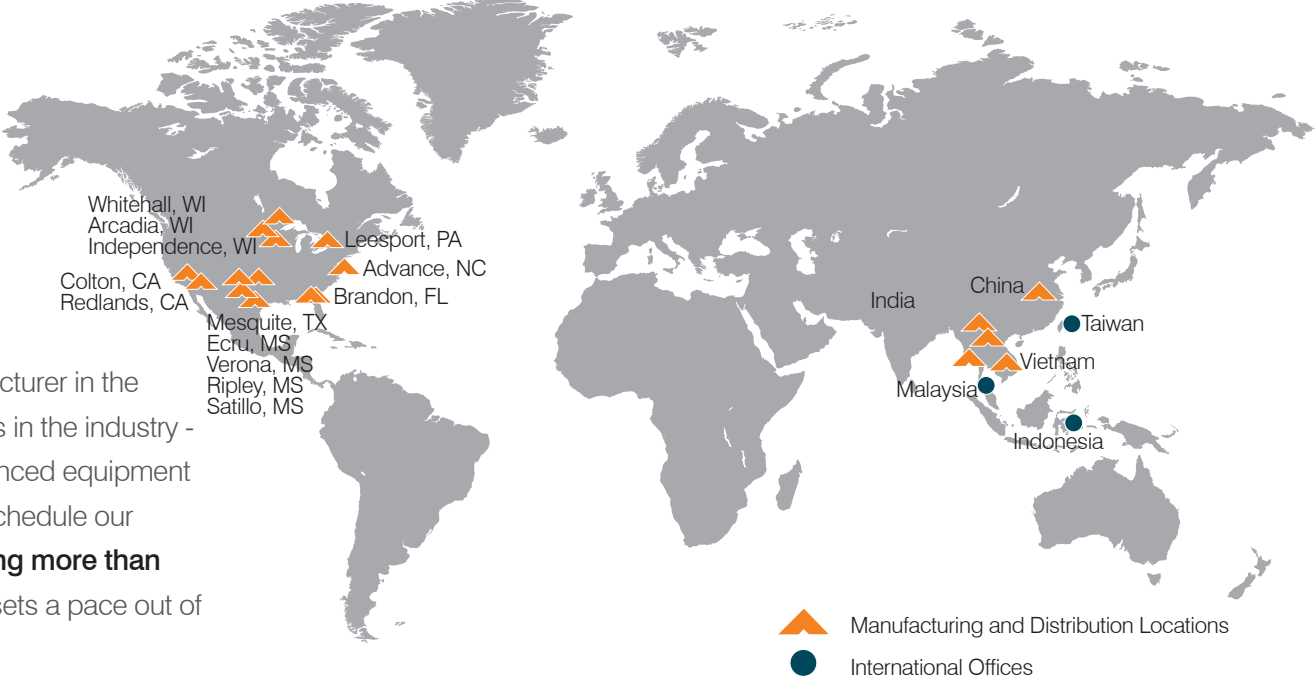 Whitehall, WI
Arcadia, WI
Independence, WI
Leesport, PA
Advance, NC
Colton, CA
Redlands, CA
Brandon, FL
Mesquite, TX
Ecru, MS
Verona, MS
Ripley, MS
Satillo, MS
India
China
Taiwan
Vietnam
Malaysia
Indonesia
cturer in the
s in the industry -
nced equipment
chedule our
ng more than
sets a pace out of
Manufacturing and Distribution Locations
International Offices